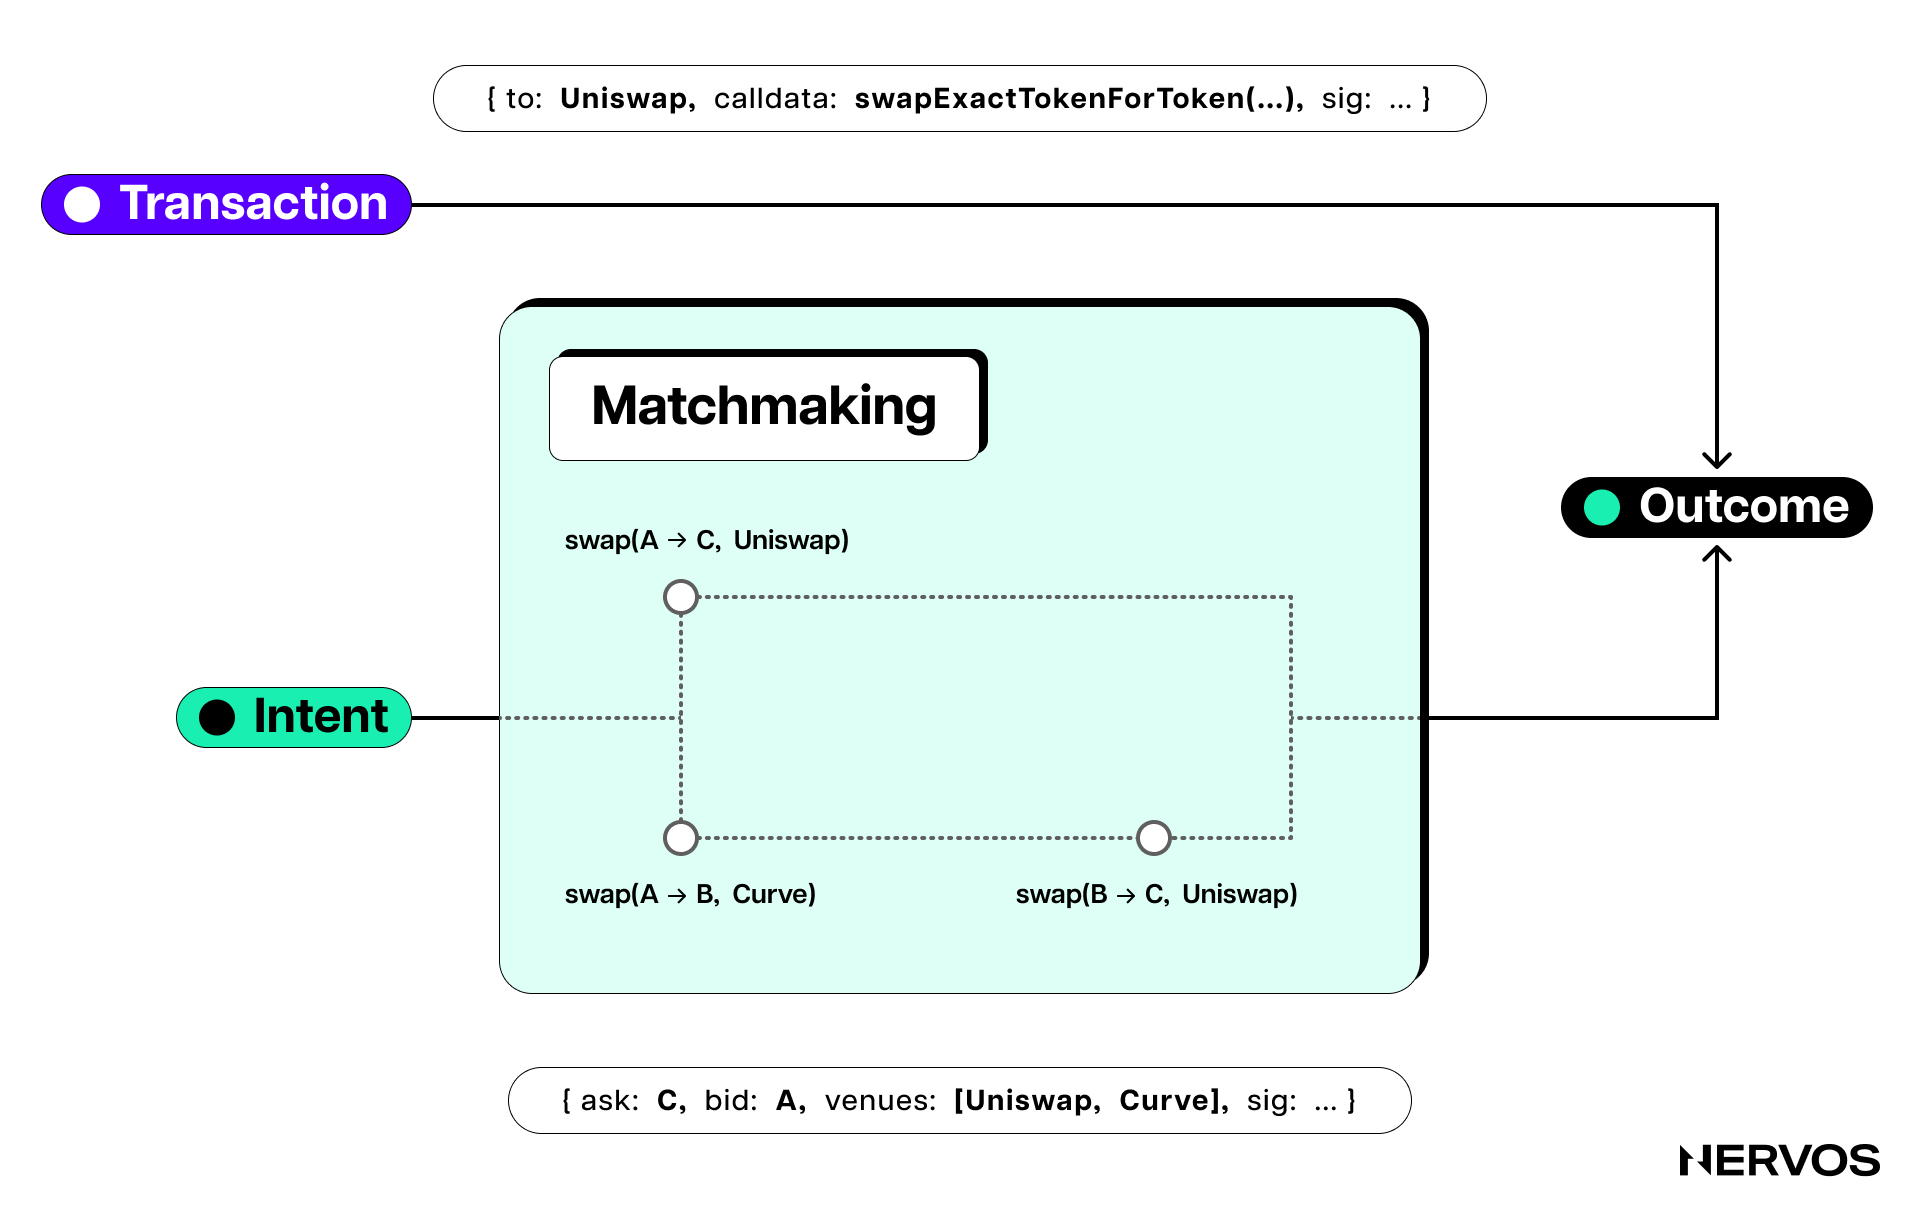 { to: Uniswap, calldata: swapExactTokenForToken(...), sig: ... }
Transaction
Matchmaking
Outcome
swap(A → C, Uniswap)
Intent
swap(A → B, Curve)
swap(B → C, Uniswap)
{ ask: C, bid: A, venues: [Uniswap, Curve], sig: ... }
NERVOS